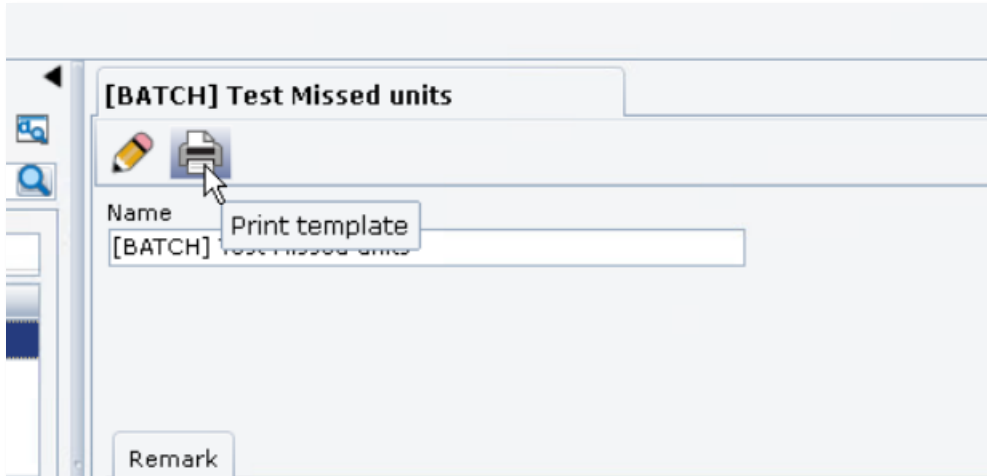 [BATCH] Test Missed units
Name
Print template
[BATCH]
Remark